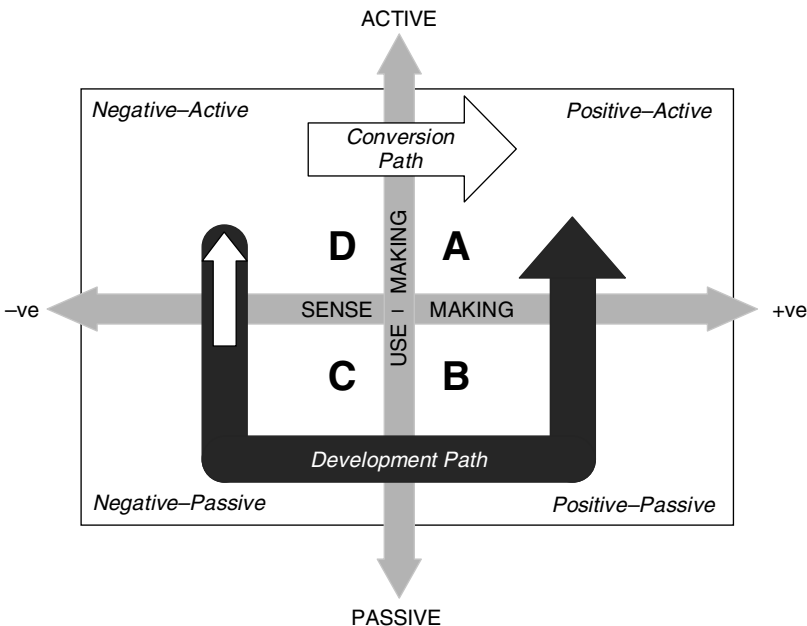 ACTIVE
Negative–Active
Positive–Active
Conversion
Path
D
A
USE – MAKING
–ve
SENSE
MAKING
+ve
C
B
Development Path
Negative–Passive
Positive–Passive
PASSIVE